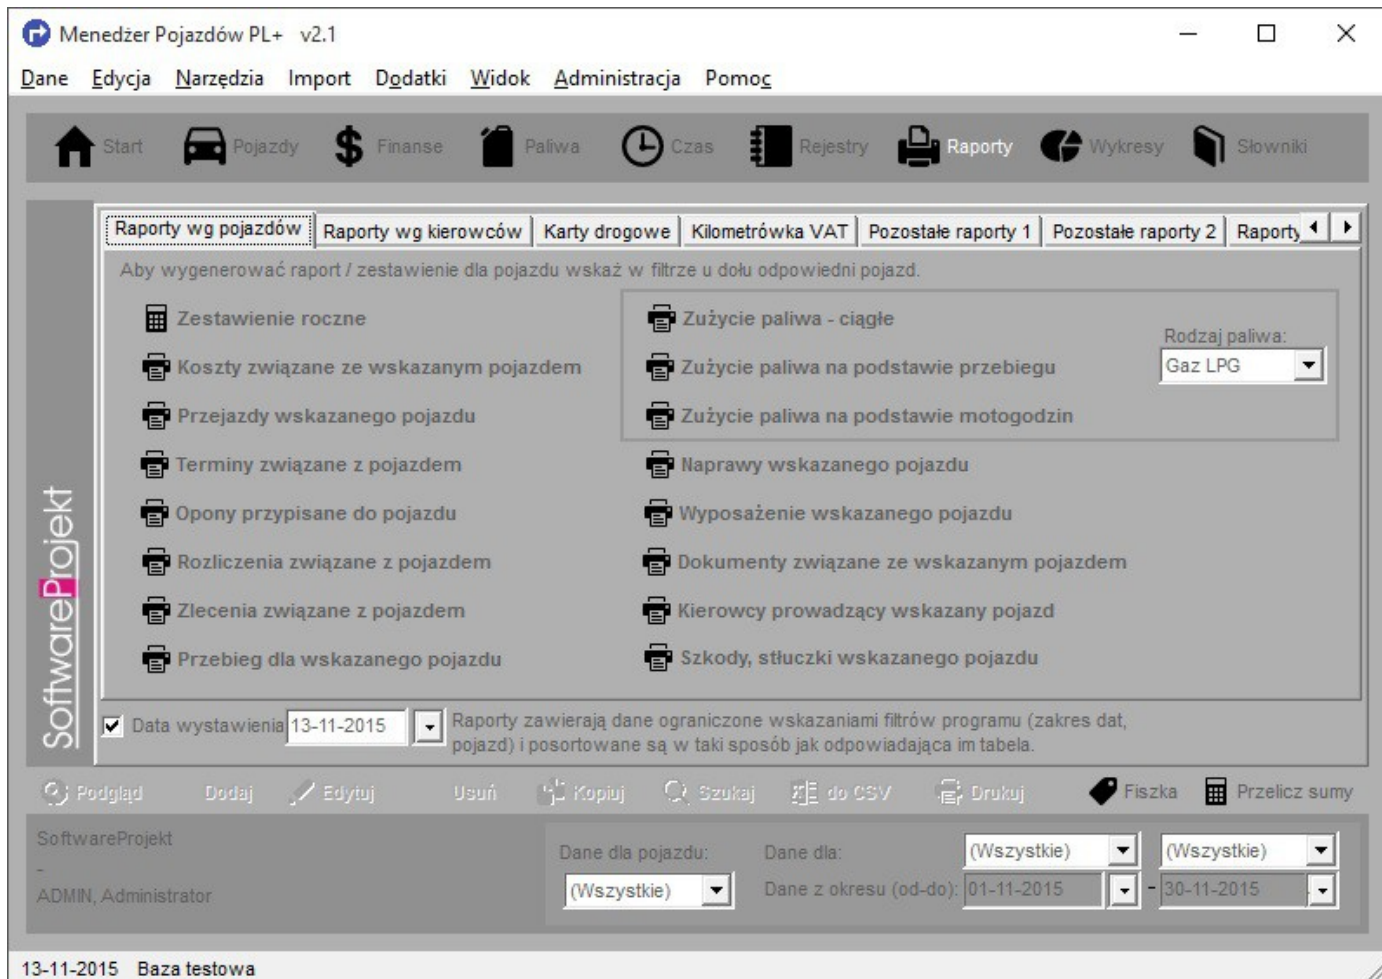 Menedżer Pojazdów PL+ v2.1
Dane Edycja Narzędzia Import Dodatki Widok Administracja Pomoc
Start Pojazdy Finanse Paliwa Czas Rejestry Raporty Wykresy Słowniki
Raporty wg pojazdów Raporty wg kierowców Karty drogowe Kilometrówka VAT Pozostałe raporty 1 Pozostałe raporty 2 Raporty
Aby wygenerować raport / zestawienie dla pojazdu wskaż w filtrze u dołu odpowiedni pojazd.
Zestawienie roczne
Koszty związane ze wskazanym pojazdem
Przejazdy wskazanego pojazdu
Terminy związane z pojazdem
Opony przypisane do pojazdu
Rozliczenia związane z pojazdem
Zlecenia związane z pojazdem
Przebieg dla wskazanego pojazdu
Zużycie paliwa - ciągłe
Zużycie paliwa na podstawie przebiegu
Zużycie paliwa na podstawie motogodzin
Rodzaj paliwa:
Gaz LPG
Naprawy wskazanego pojazdu
Wyposażenie wskazanego pojazdu
Dokumenty związane ze wskazanym pojazdem
Kierowcy prowadzący wskazany pojazd
Szkody, stłuczki wskazanego pojazdu
SoftwareProjekt
Data wystawienia 13-11-2015
Raporty zawierają dane ograniczone wskazaniami filtrów programu (zakres dat,
pojazd) i posortowane są w taki sposób jak odpowiadająca im tabela.
Podgląd Dodaj Edytuj Usuń Kopiuj Szukaj do CSV Drukuj Fiszka Przelicz sumy
SoftwareProjekt
-
ADMIN, Administrator
Dane dla pojazdu:
(Wszystkie)
Dane dla: (Wszystkie) (Wszystkie)
Dane z okresu (od-do): 01-11-2015 - 30-11-2015
13-11-2015 Baza testowa